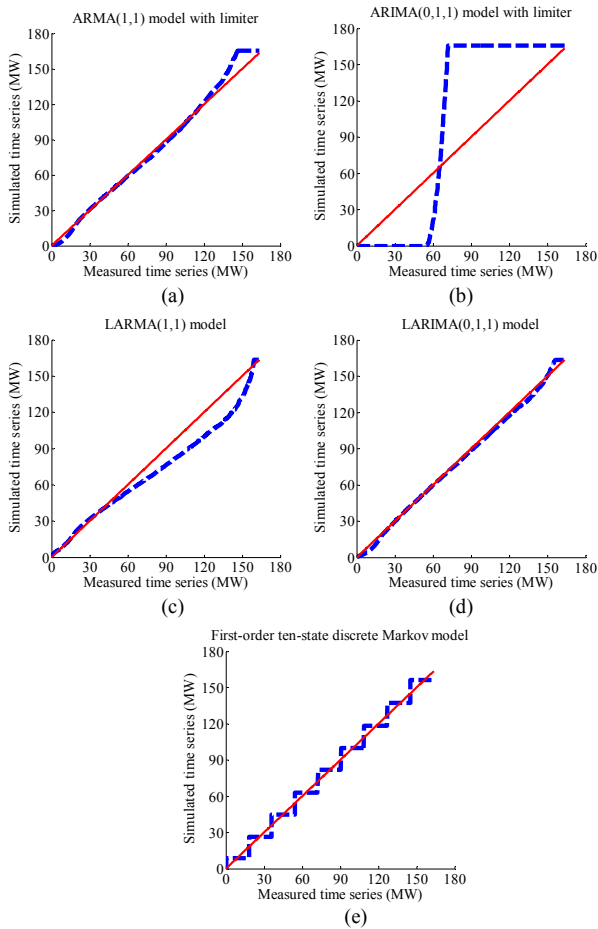 ARMA(1,1) model with limiter
180
150
120
90
60
30
0
Simulated time series (MW)
0 30 60 90 120 150 180
Measured time series (MW)
(a)
ARIMA(0,1,1) model with limiter
180
150
120
90
60
30
0
Simulated time series (MW)
0 30 60 90 120 150 180
Measured time series (MW)
(b)
LARMA(1,1) model
180
150
120
90
60
30
0
Simulated time series (MW)
0 30 60 90 120 150 180
Measured time series (MW)
(c)
LARIMA(0,1,1) model
180
150
120
90
60
30
0
Simulated time series (MW)
0 30 60 90 120 150 180
Measured time series (MW)
(d)
First-order ten-state discrete Markov model
180
150
120
90
60
30
0
Simulated time series (MW)
0 30 60 90 120 150 180
Measured time series (MW)
(e)